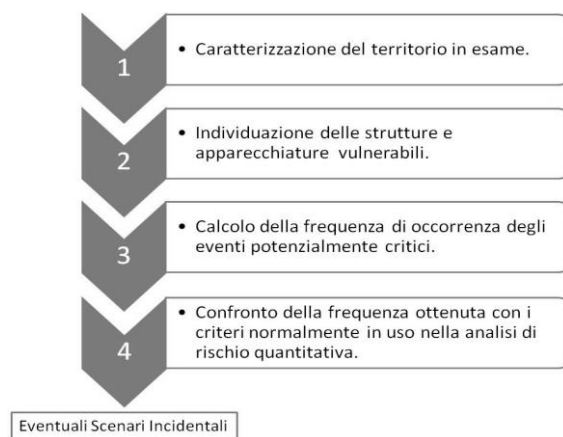 1
• Caratterizzazione del territorio in esame.
2
• Individuazione delle strutture e
apparecchiature vulnerabili.
3
• Calcolo della frequenza di occorrenza degli
eventi potenzialmente critici.
4
• Confronto della frequenza ottenuta con i
criteri normalmente in uso nella analisi di
rischio quantitativa.
Eventuali Scenari Incidentali